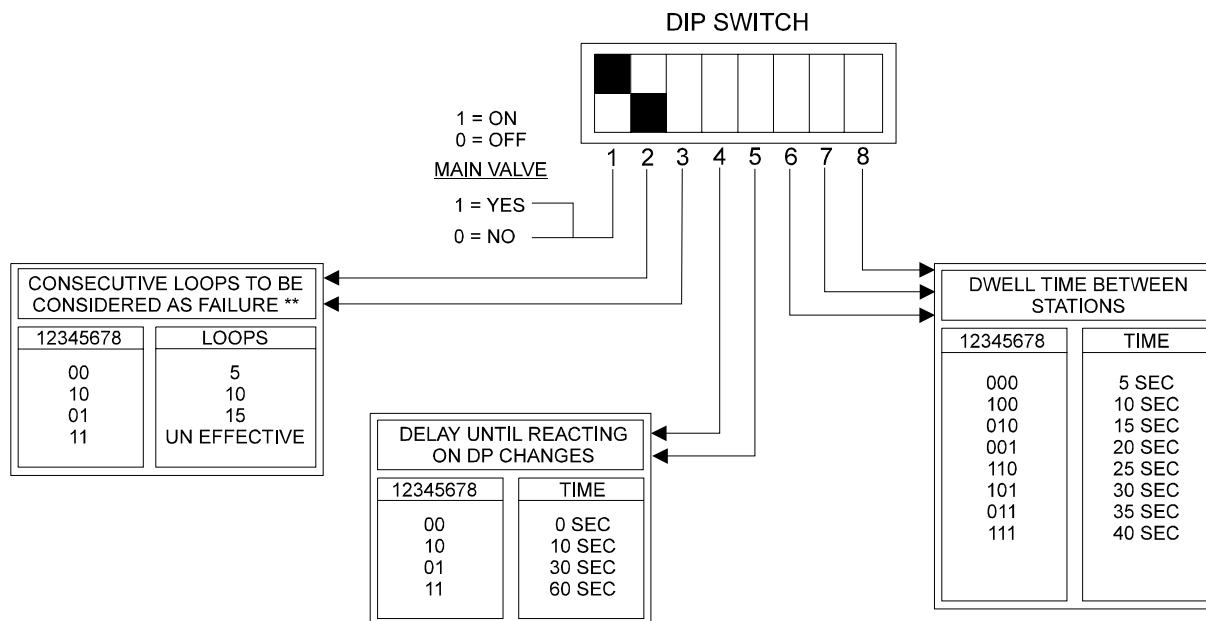 DIP SWITCH
1 = ON
0 = OFF
1 2 3 4 5 6 7 8
MAIN VALVE
1 = YES
0 = NO
CONSECUTIVE LOOPS TO BE
CONSIDERED AS FAILURE **
12345678 LOOPS
00 5
10 10
01 15
11 UN EFFECTIVE
DELAY UNTIL REACTING
ON DP CHANGES
12345678 TIME
00 0 SEC
10 10 SEC
01 30 SEC
11 60 SEC
DWELL TIME BETWEEN
STATIONS
12345678 TIME
000 5 SEC
100 10 SEC
010 15 SEC
001 20 SEC
110 25 SEC
101 30 SEC
011 35 SEC
111 40 SEC